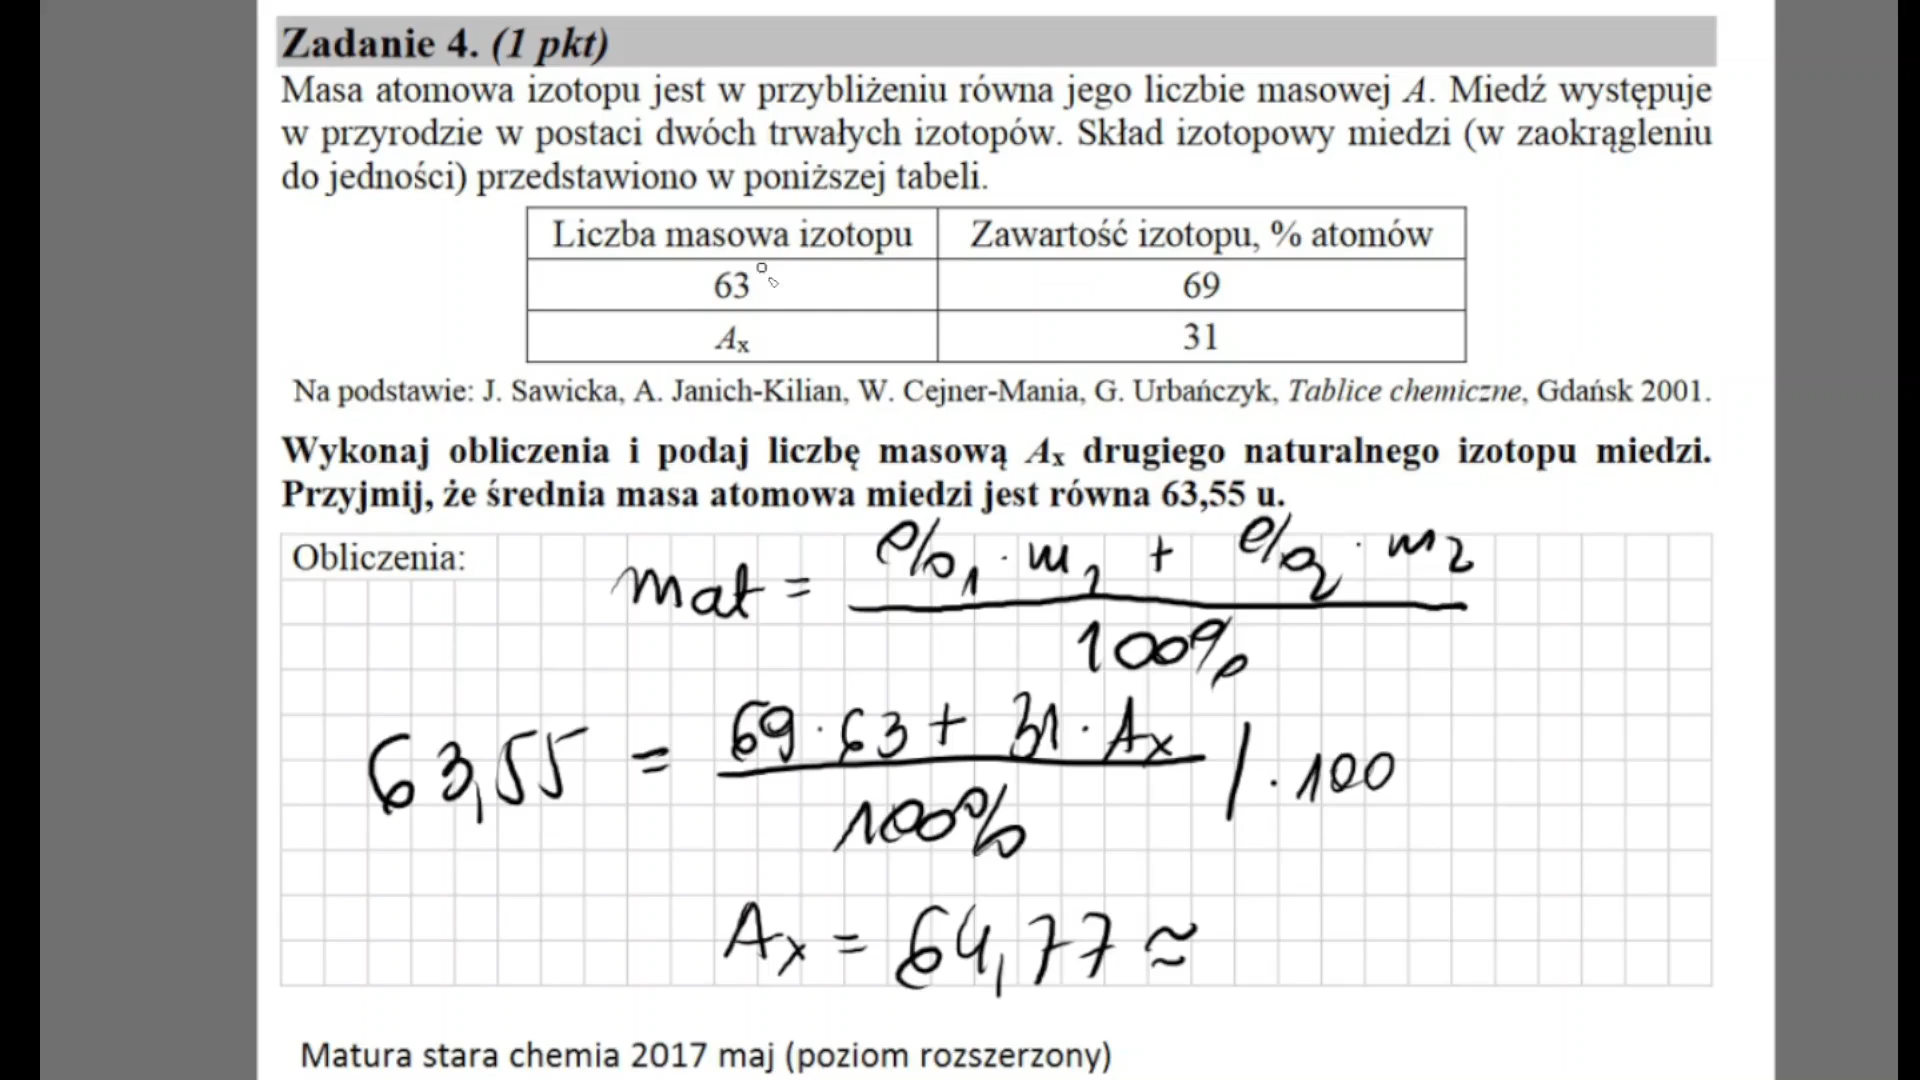 Zadanie 4. (1 pkt)
Masa atomowa izotopu jest w przybliżeniu równa jego liczbie masowej A. Miedź występuje
w przyrodzie w postaci dwóch trwałych izotopów. Skład izotopowy miedzi (w zaokrągleniu
do jedności) przedstawiono w poniższej tabeli.
Liczba masowa izotopu Zawartość izotopu, % atomów
63 69
Aₓ 31
Na podstawie: J. Sawicka, A. Janich-Kilian, W. Cejner-Mania, G. Urbańczyk, Tablice chemiczne, Gdańsk 2001.
Wykonaj obliczenia i podaj liczbę masową Aₓ drugiego naturalnego izotopu miedzi.
Przyjmij, że średnia masa atomowa miedzi jest równa 63,55 u.
Obliczenia:
%₁ · m₁ + %₂ · m₂
mat =
100%
69 · 63 + 31 · Aₓ
63,55 = / · 100
100%
Aₓ = 64,77 ≈
Matura stara chemia 2017 maj (poziom rozszerzony)